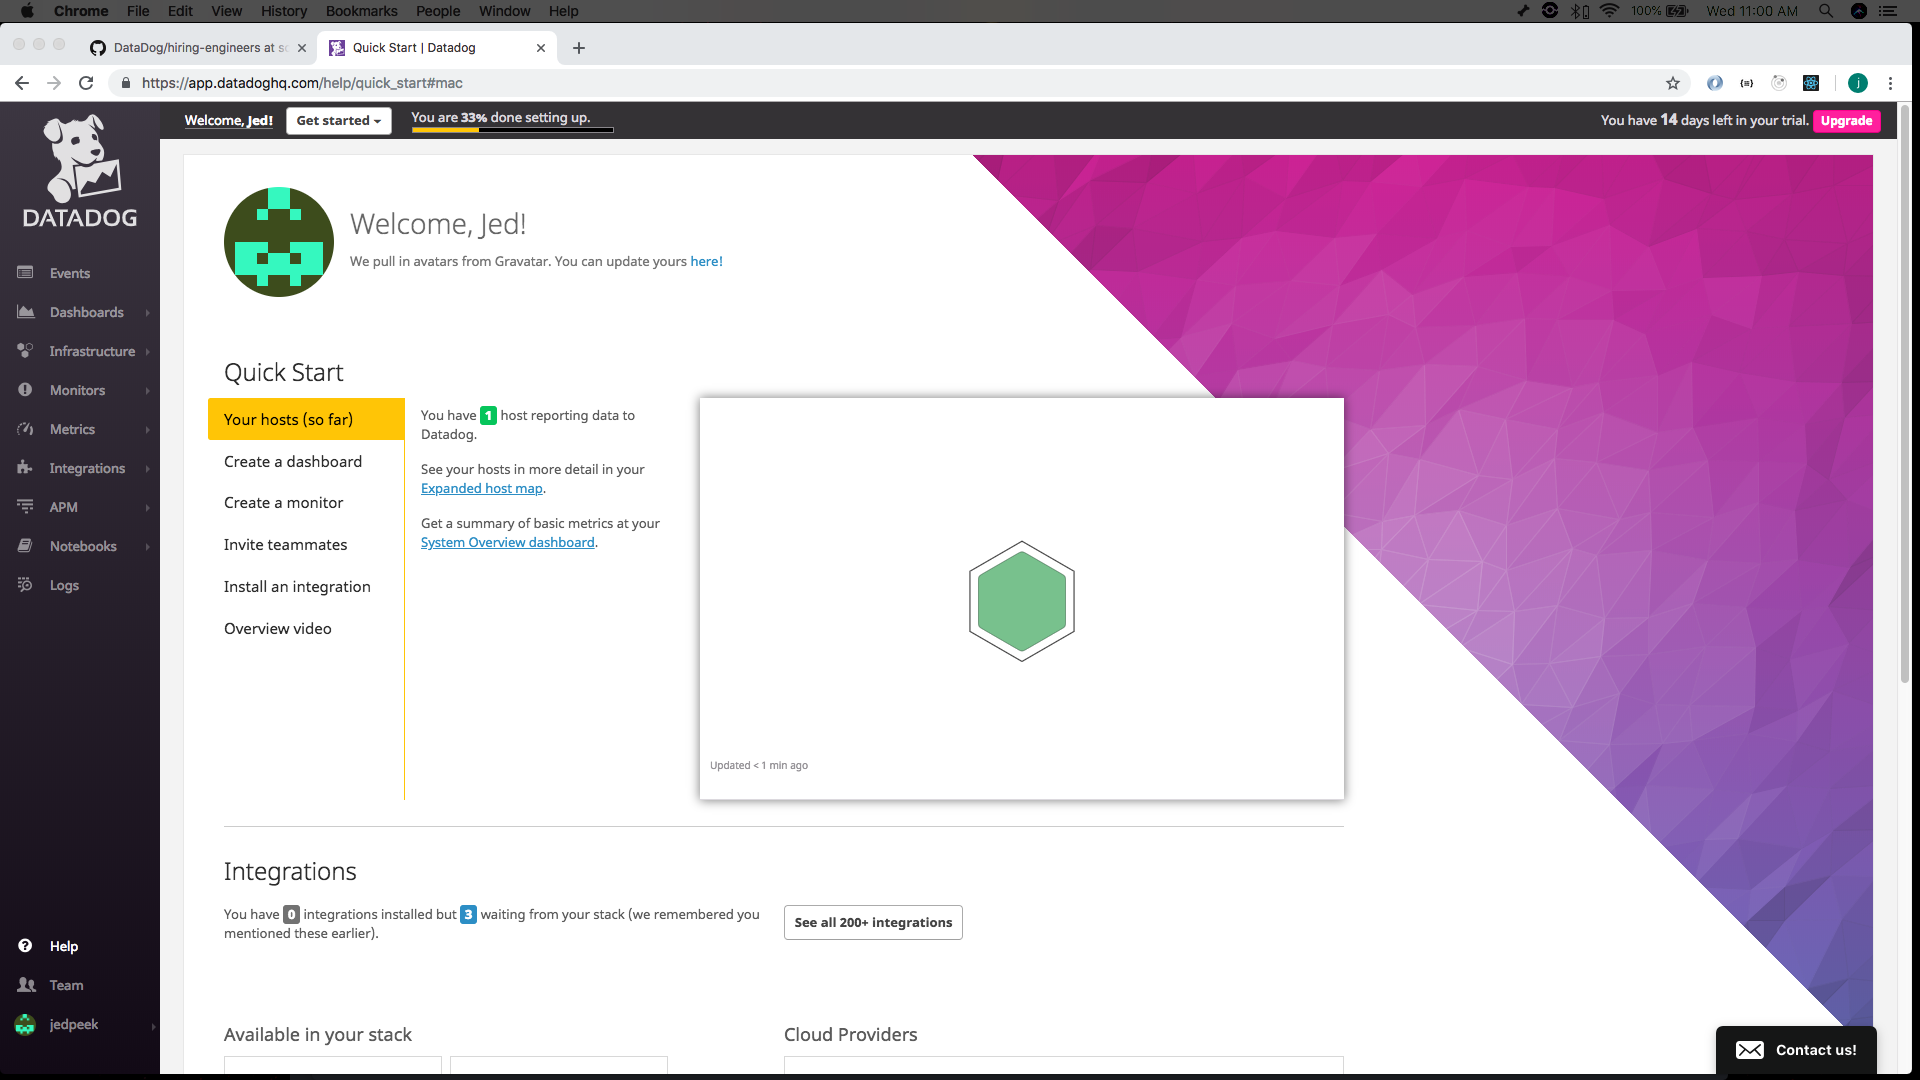 Chrome File Edit View History Bookmarks People Window Help 100% Wed 11:00 AM
DataDog/hiring-engineers at Quick Start | Datadog
https://app.datadoghq.com/help/quick_start#mac
Welcome, Jed! Get started You are 33% done setting up. You have 14 days left in your trial. Upgrade
DATADOG
Events
Dashboards
Infrastructure
Monitors
Metrics
Integrations
APM
Notebooks
Logs
Help
Team
jedpeek
Welcome, Jed!
We pull in avatars from Gravatar. You can update yours here!
Quick Start
Your hosts (so far)
Create a dashboard
Create a monitor
Invite teammates
Install an integration
Overview video
You have 1 host reporting data to
Datadog.
See your hosts in more detail in your
Expanded host map.
Get a summary of basic metrics at your
System Overview dashboard.
Updated < 1 min ago
Integrations
You have 0 integrations installed but 3 waiting from your stack (we remembered you
mentioned these earlier).
See all 200+ integrations
Available in your stack
Cloud Providers
Contact us!